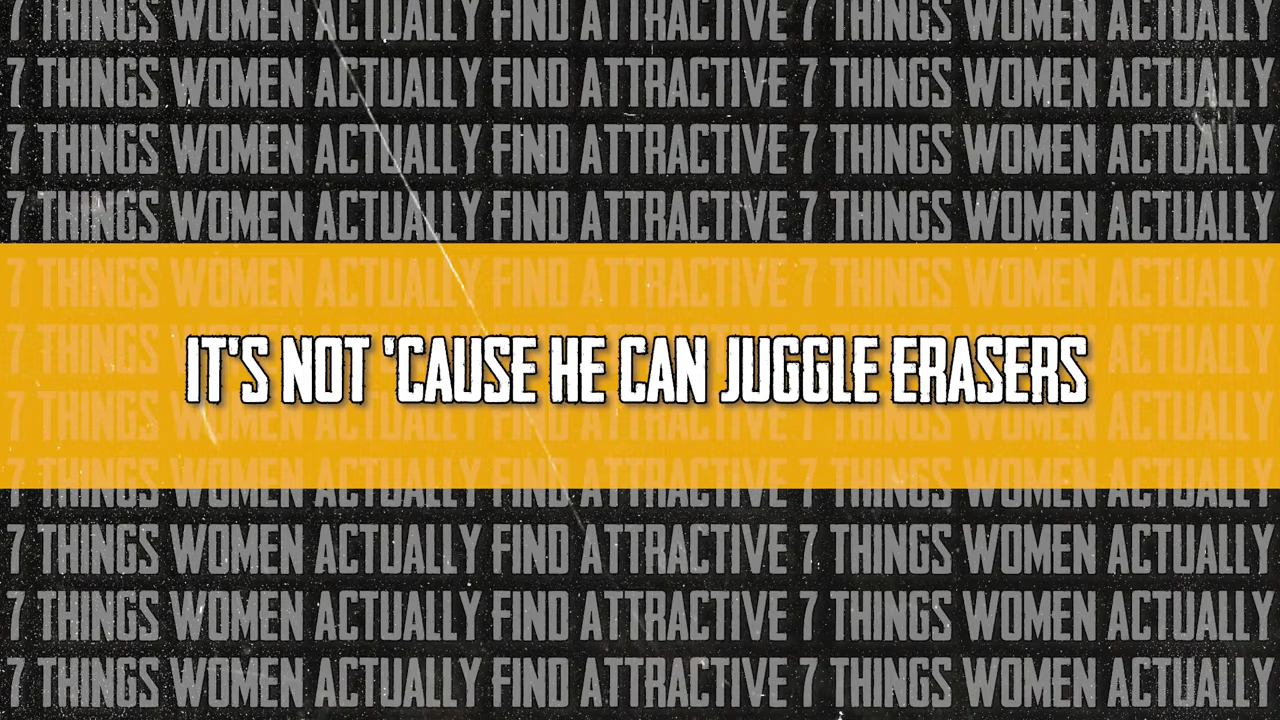 7 THINGS WOMEN ACTUALLY FIND ATTRACTIVE 7 THINGS WOMEN ACTUALLY
7 THINGS WOMEN ACTUALLY FIND ATTRACTIVE 7 THINGS WOMEN ACTUALLY
7 THINGS WOMEN ACTUALLY FIND ATTRACTIVE 7 THINGS WOMEN ACTUALLY
7 THINGS WOMEN ACTUALLY FIND ATTRACTIVE 7 THINGS WOMEN ACTUALLY
7 THINGS WOMEN ACTUALLY FIND ATTRACTIVE 7 THINGS WOMEN ACTUALLY
7 THINGS WOMEN ACTUALLY FIND ATTRACTIVE 7 THINGS WOMEN ACTUALLY
IT'S NOT 'CAUSE HE CAN JUGGLE ERASERS
7 THINGS WOMEN ACTUALLY FIND ATTRACTIVE 7 THINGS WOMEN ACTUALLY
7 THINGS WOMEN ACTUALLY FIND ATTRACTIVE 7 THINGS WOMEN ACTUALLY
7 THINGS WOMEN ACTUALLY FIND ATTRACTIVE 7 THINGS WOMEN ACTUALLY
7 THINGS WOMEN ACTUALLY FIND ATTRACTIVE 7 THINGS WOMEN ACTUALLY
7 THINGS WOMEN ACTUALLY FIND ATTRACTIVE 7 THINGS WOMEN ACTUALLY